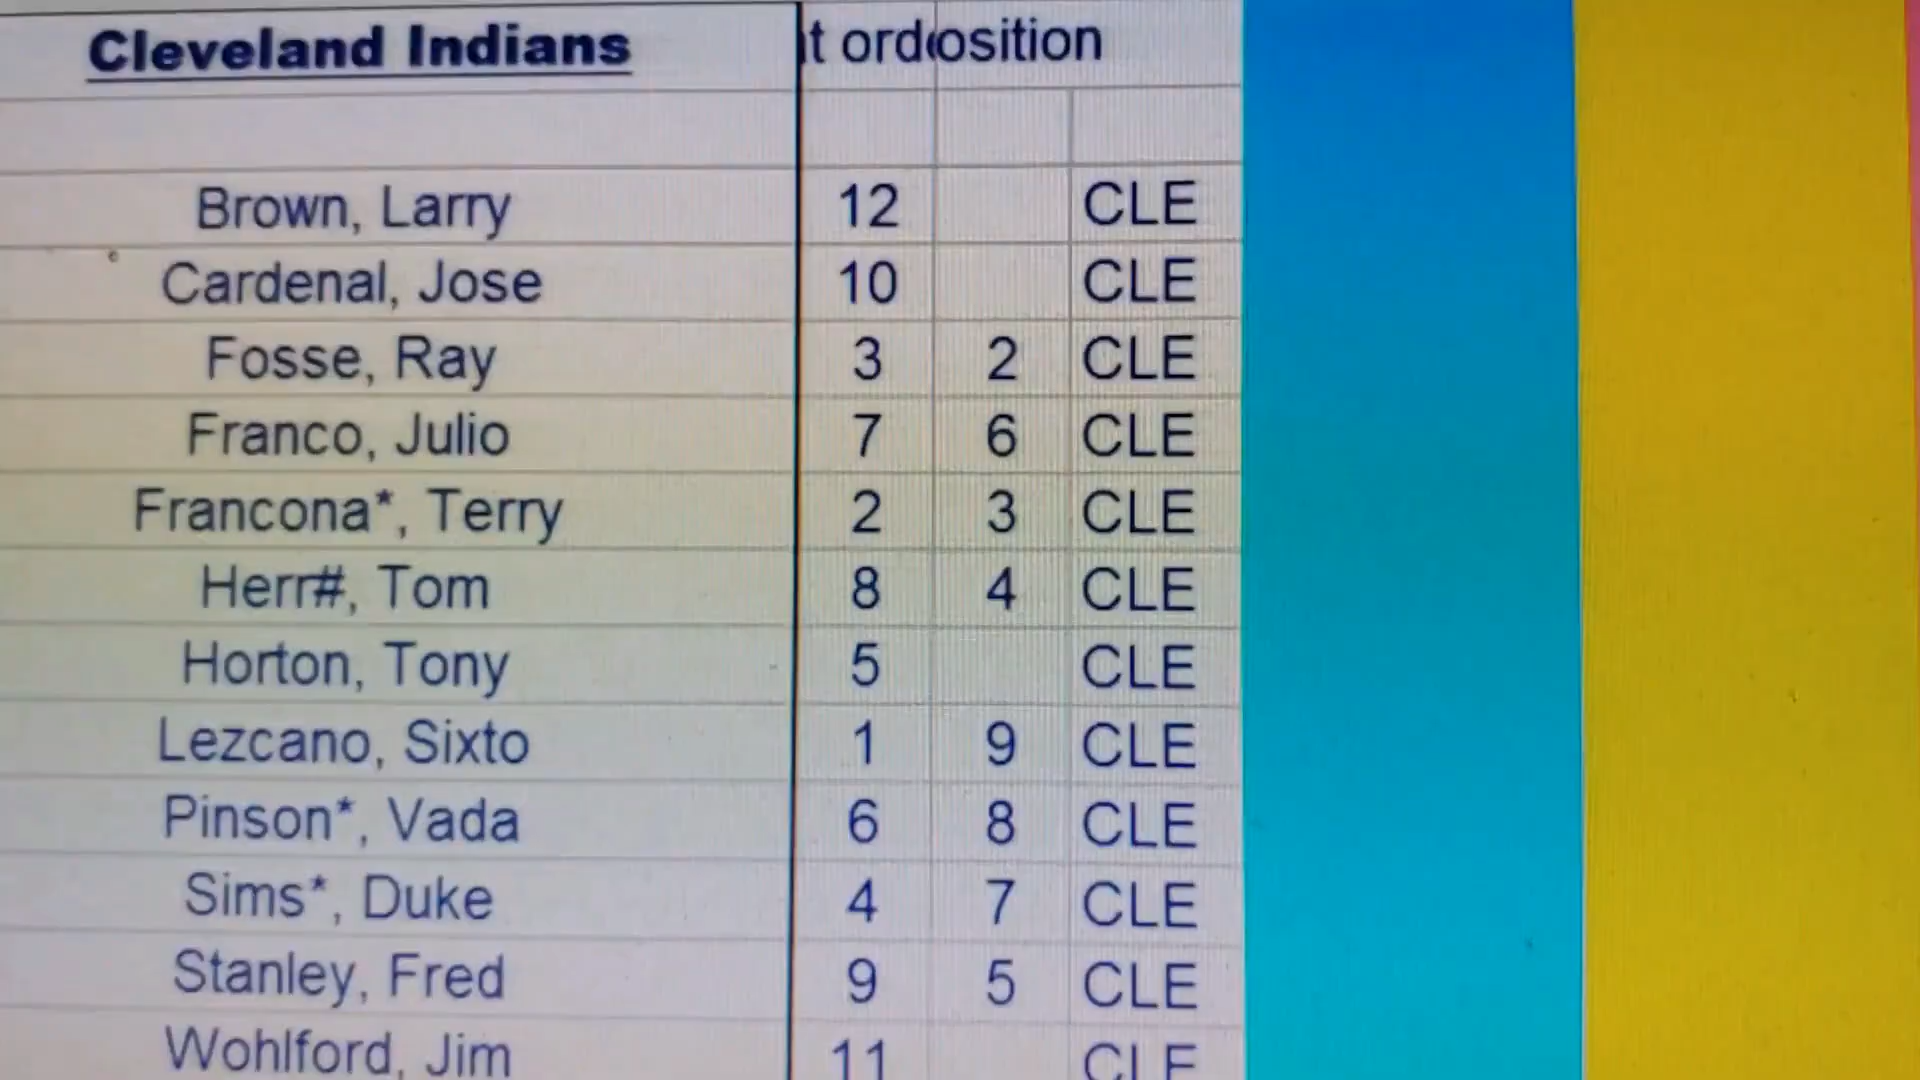 Cleveland Indians t ord osition
Brown, Larry 12 CLE
Cardenal, Jose 10 CLE
Fosse, Ray 3 2 CLE
Franco, Julio 7 6 CLE
Francona*, Terry 2 3 CLE
Herr#, Tom 8 4 CLE
Horton, Tony 5 CLE
Lezcano, Sixto 1 9 CLE
Pinson*, Vada 6 8 CLE
Sims*, Duke 4 7 CLE
Stanley, Fred 9 5 CLE
Wohlford, Jim 11 CLE